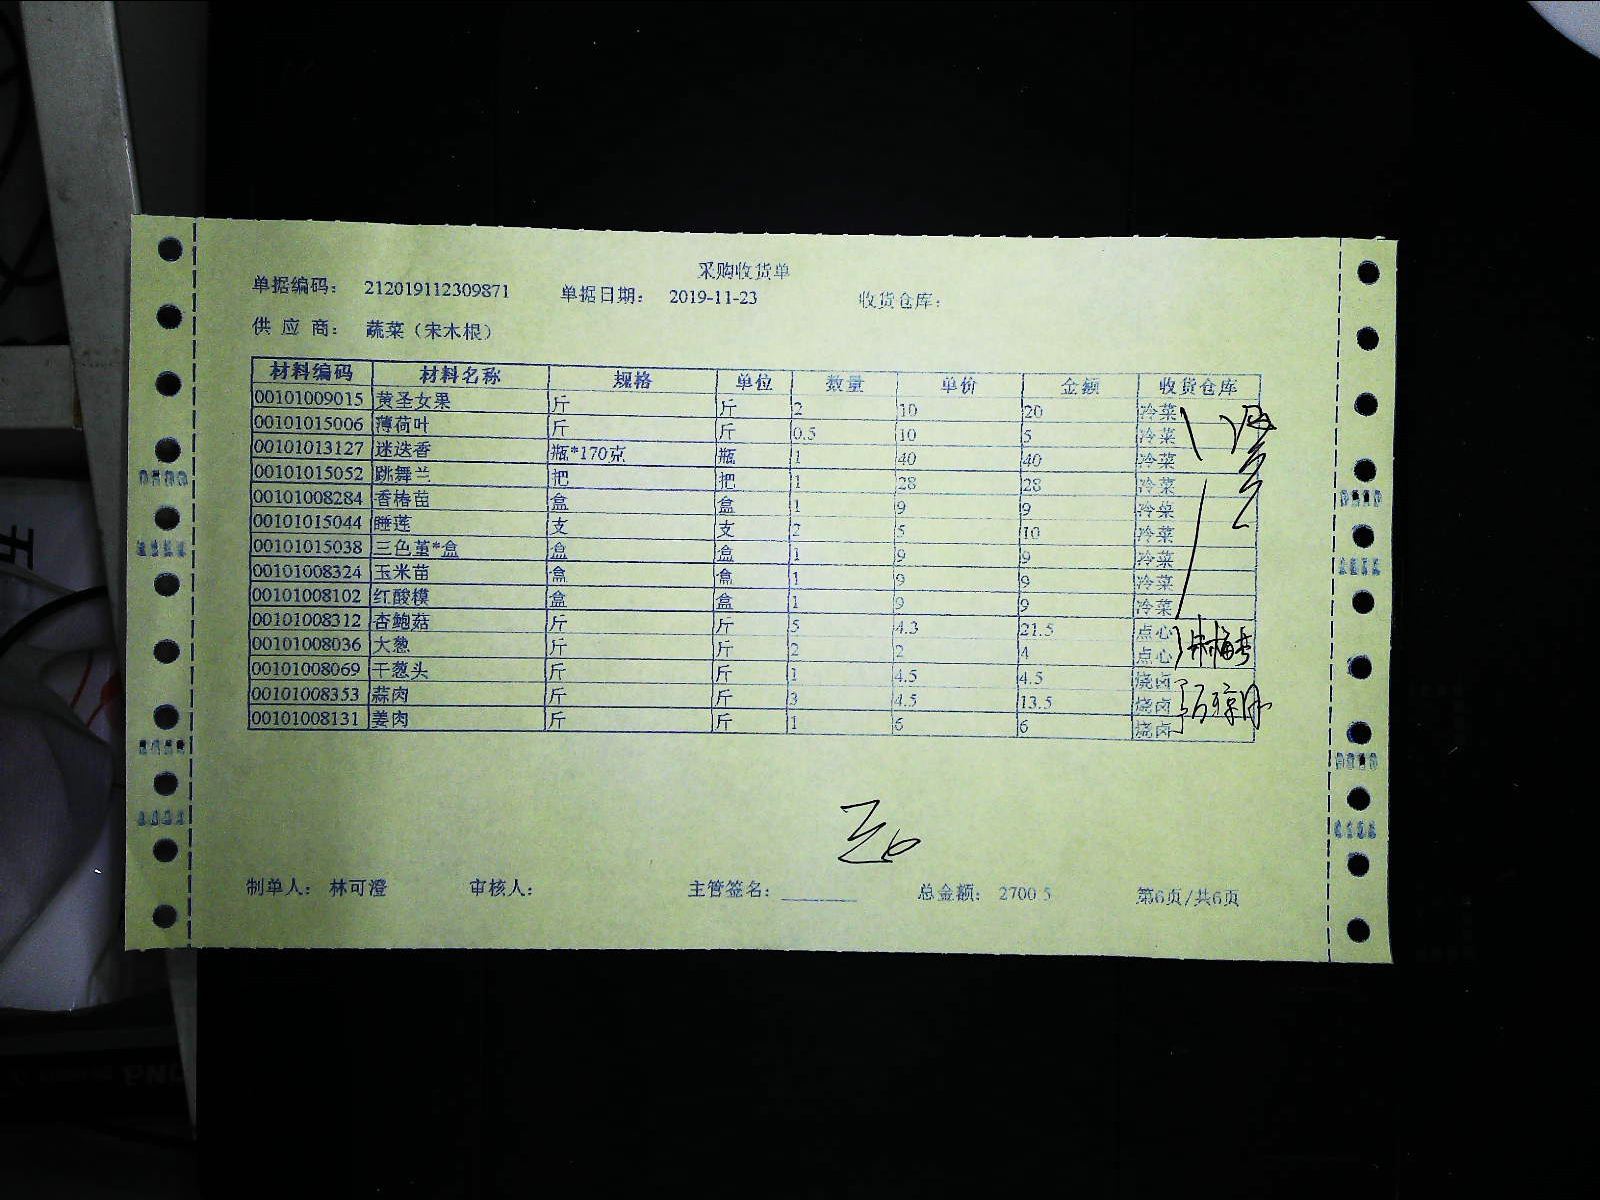 采购收货单
单据编码： 212019112309871 单据日期： 2019-11-23 收货仓库：
供应商： 蔬菜（宋木根）
材料编码 材料名称 规格 单位 数量 单价 金额 收货仓库
00101009015 黄圣女果 斤 斤 2 10 20 冷菜
00101015006 薄荷叶 斤 斤 0.5 10 5 冷菜
00101013127 迷迭香 瓶*170克 瓶 1 40 40 冷菜
00101015052 跳舞兰 把 把 1 28 28 冷菜
00101008284 香椿苗 盒 盒 1 9 9 冷菜
00101015044 睡莲 支 支 2 5 10 冷菜
00101015038 三色堇*盒 盒 盒 1 9 9 冷菜
00101008324 玉米苗 盒 盒 1 9 9 冷菜
00101008102 红酸模 盒 盒 1 9 9 冷菜
00101008312 杏鲍菇 斤 斤 5 4.3 21.5 点心
00101008036 大葱 斤 斤 2 2 4 点心
00101008069 干葱头 斤 斤 1 4.5 4.5 烧卤
00101008353 蒜肉 斤 斤 3 4.5 13.5 烧卤
00101008131 姜肉 斤 斤 1 6 6 烧卤
制单人： 林可澄 审核人： 主管签名： 总金额： 2700.5 第6页/共6页